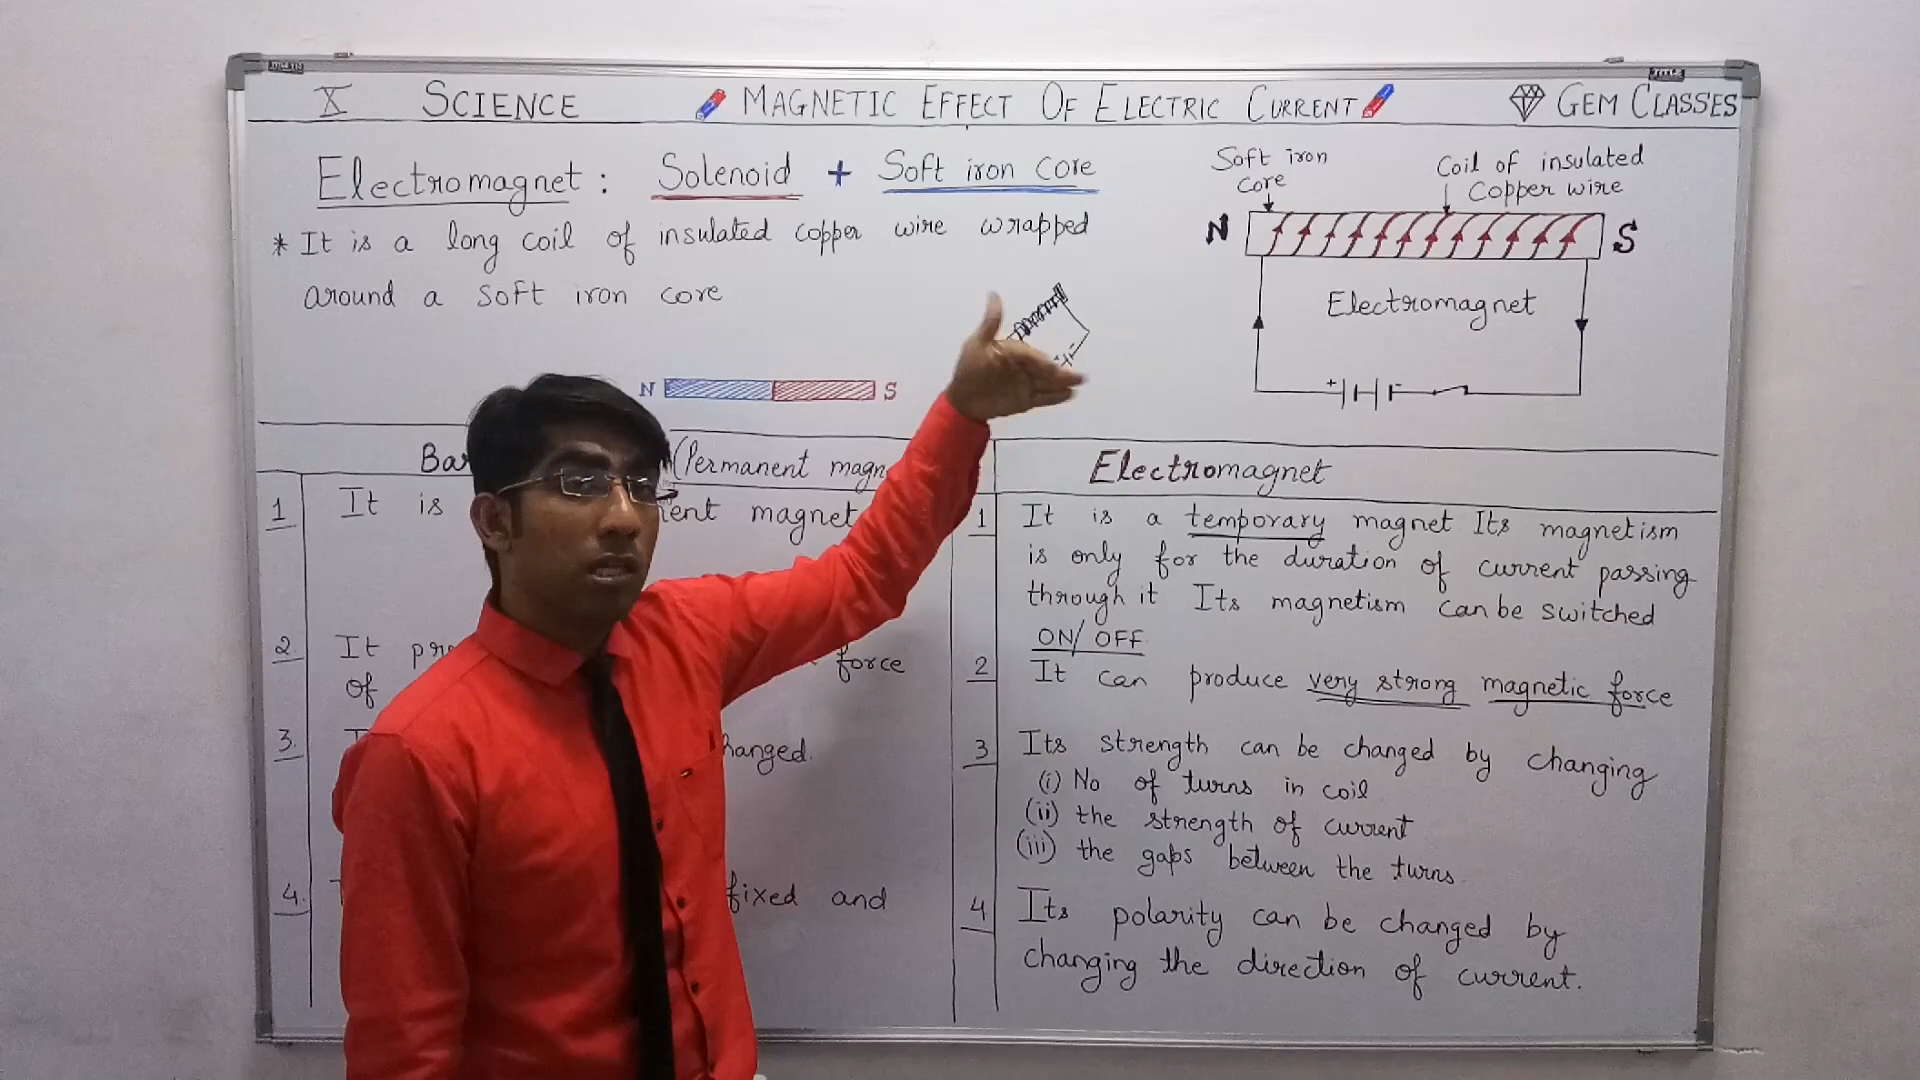 X SCIENCE MAGNETIC EFFECT OF ELECTRIC CURRENT GEM CLASSES
Electromagnet: Solenoid + Soft iron core
* It is a long coil of insulated copper wire wrapped
around a soft iron core
N S
Soft iron
core
Coil of insulated
Copper wire
N S
Electromagnet
+ -
(Permanent
1 It is magnet
2. It force
of
3. changed.
4. fixed and
Electromagnet
1 It is a temporary magnet Its magnetism
is only for the duration of current passing
through it Its magnetism can be switched
ON/OFF
2 It can produce very strong magnetic force
3 Its strength can be changed by changing
(i) No of turns in coil
(ii) the strength of current
(iii) the gaps between the turns.
4 Its polarity can be changed by
changing the direction of current.